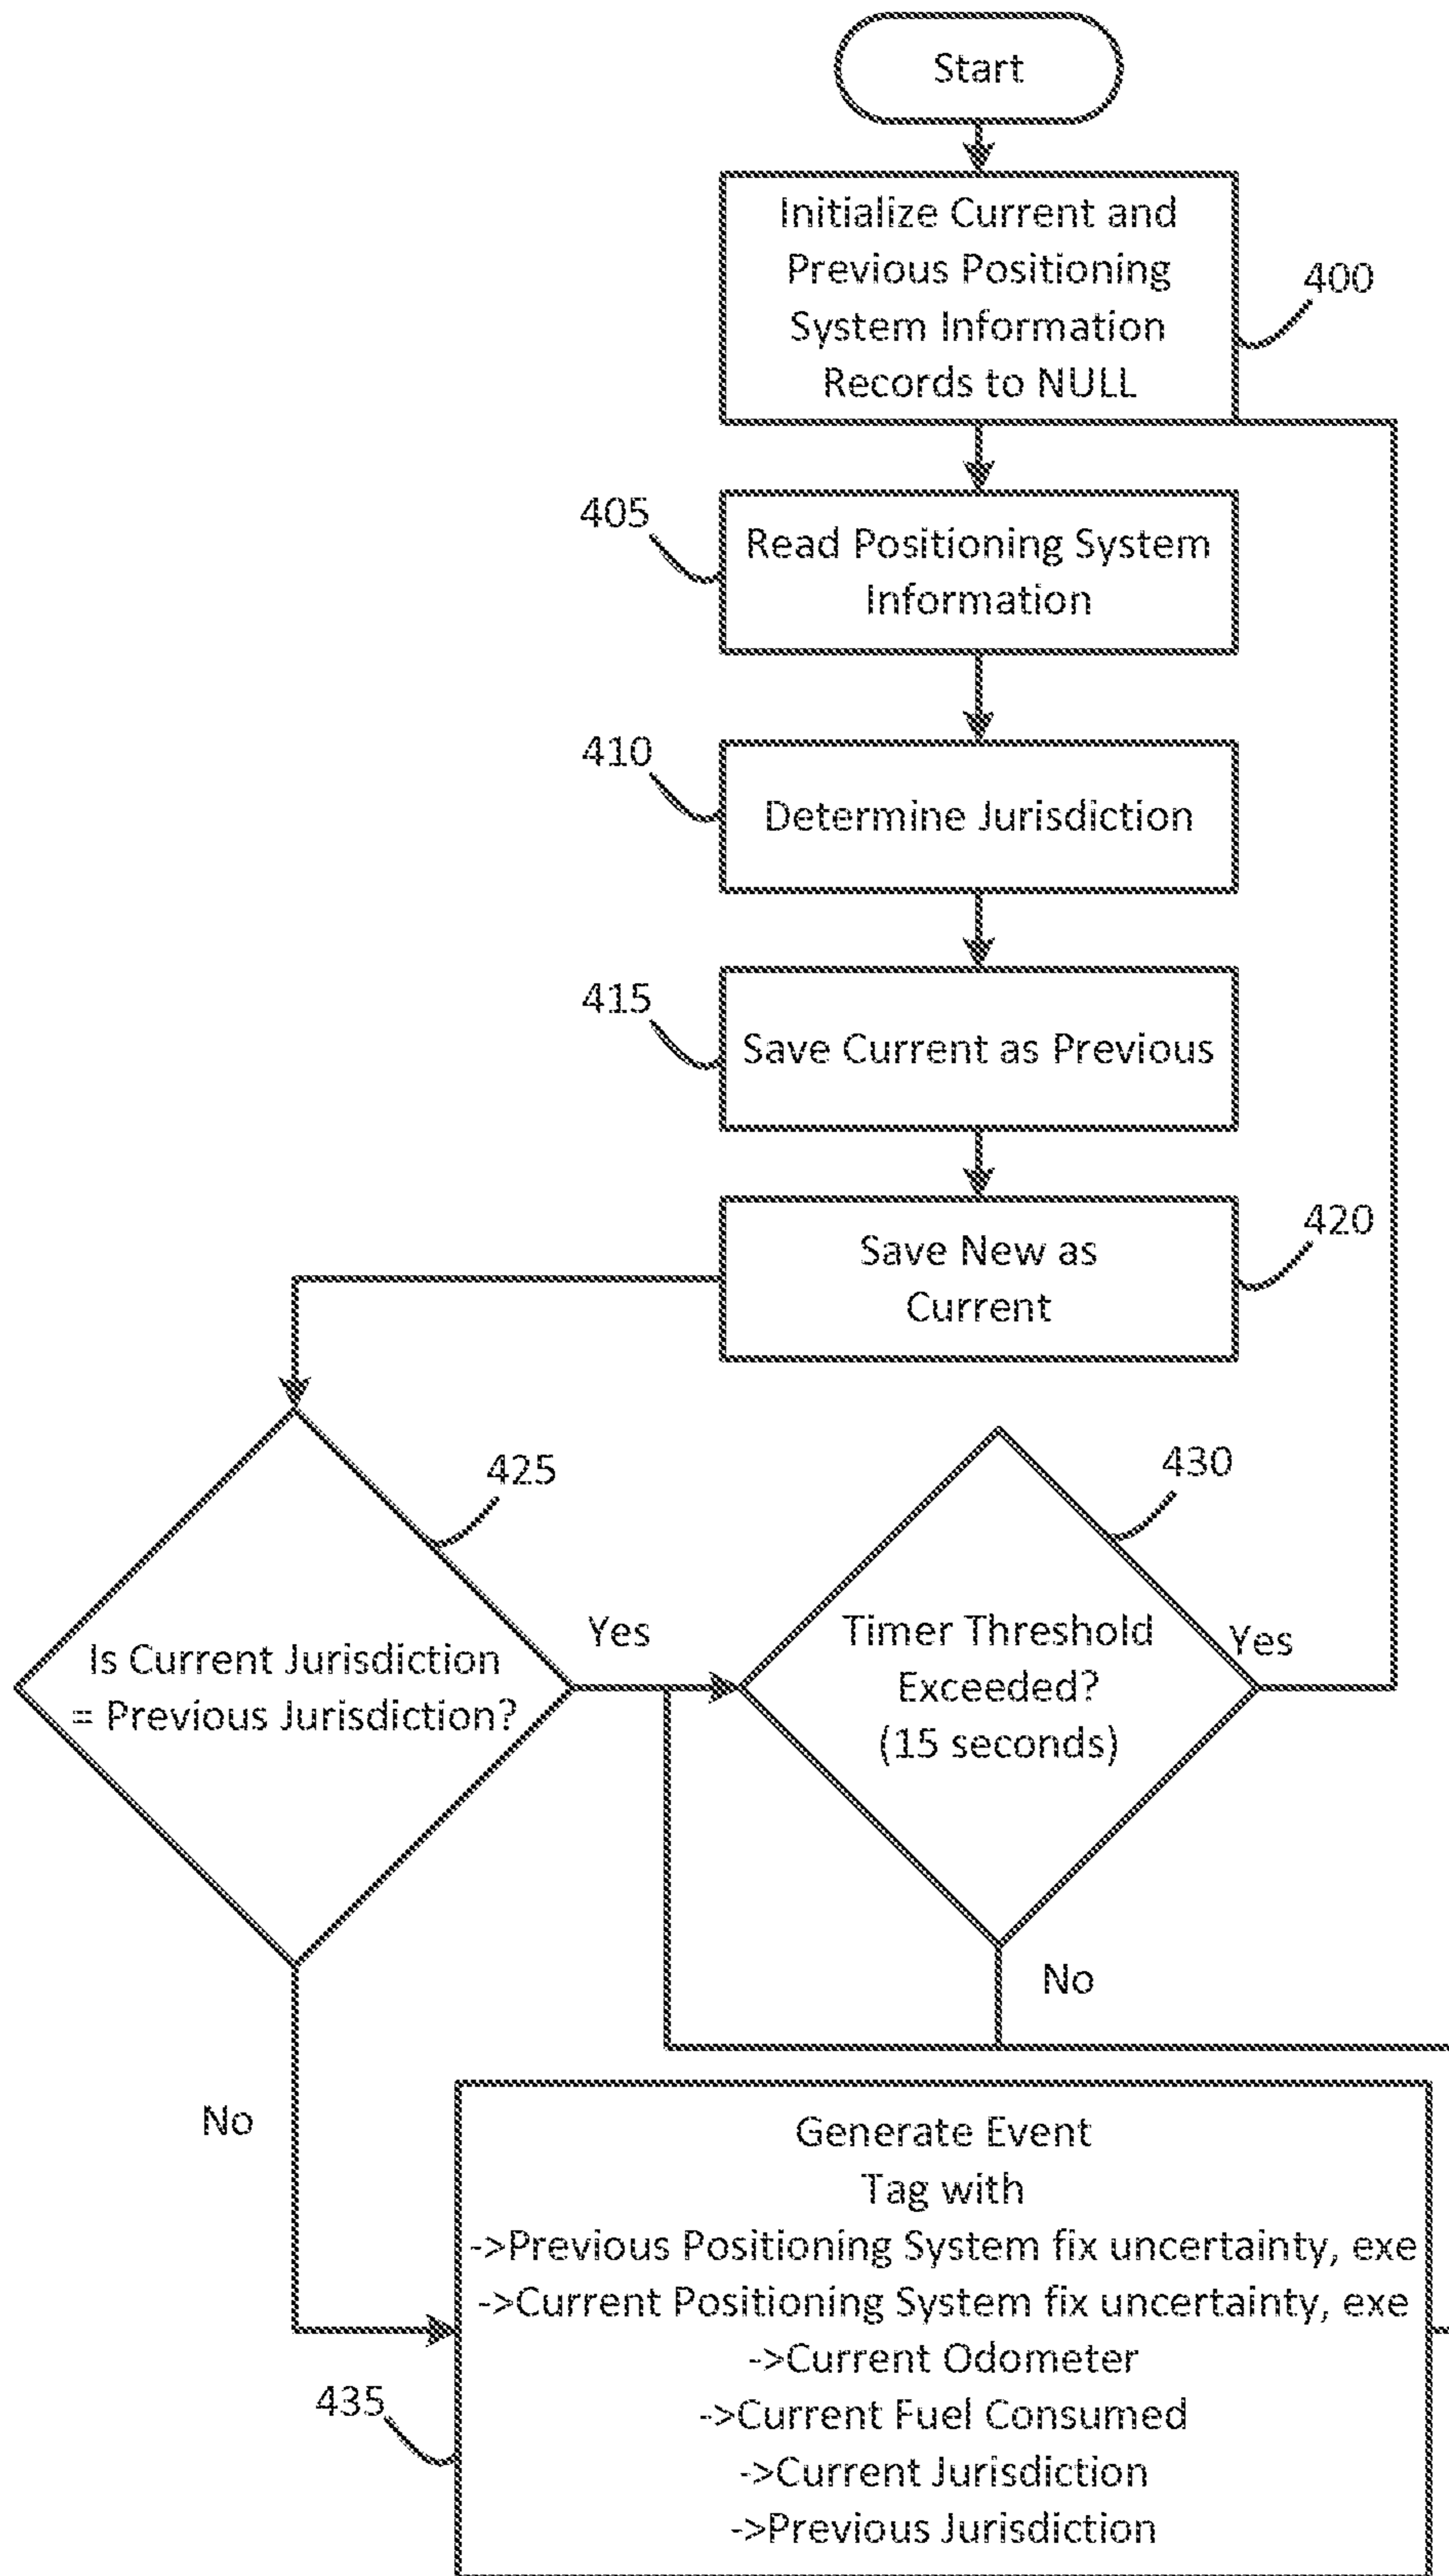 Start
Initialize Current and
Previous Positioning
System Information
Records to NULL
400
405
Read Positioning System
Information
410
Determine Jurisdiction
415
Save Current as Previous
420
Save New as
Current
425
Is Current Jurisdiction
= Previous Jurisdiction?
Yes
430
Timer Threshold
Exceeded?
(15 seconds)
Yes
No
No
Generate Event
Tag with
->Previous Positioning System fix uncertainty, exe
->Current Positioning System fix uncertainty, exe
->Current Odometer
->Current Fuel Consumed
->Current Jurisdiction
->Previous Jurisdiction
435